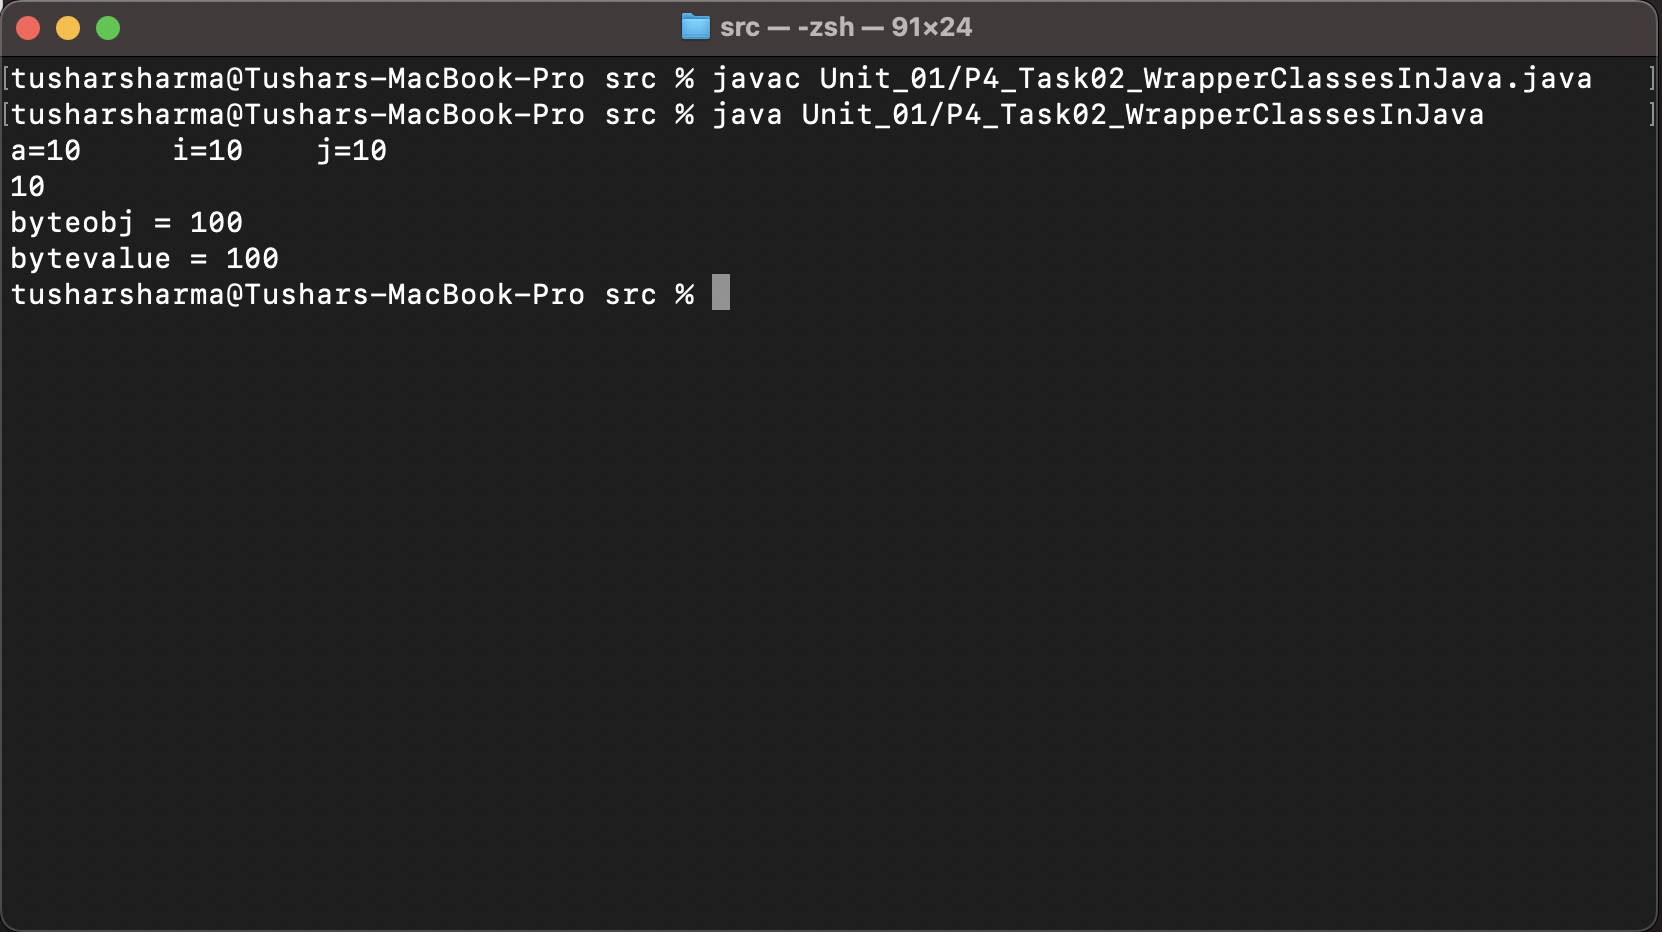 src — -zsh — 91×24
[tusharsharma@Tushars-MacBook-Pro src % javac Unit_01/P4_Task02_WrapperClassesInJava.java ]
[tusharsharma@Tushars-MacBook-Pro src % java Unit_01/P4_Task02_WrapperClassesInJava ]
a=10     i=10    j=10
10
byteobj = 100
bytevalue = 100
tusharsharma@Tushars-MacBook-Pro src %